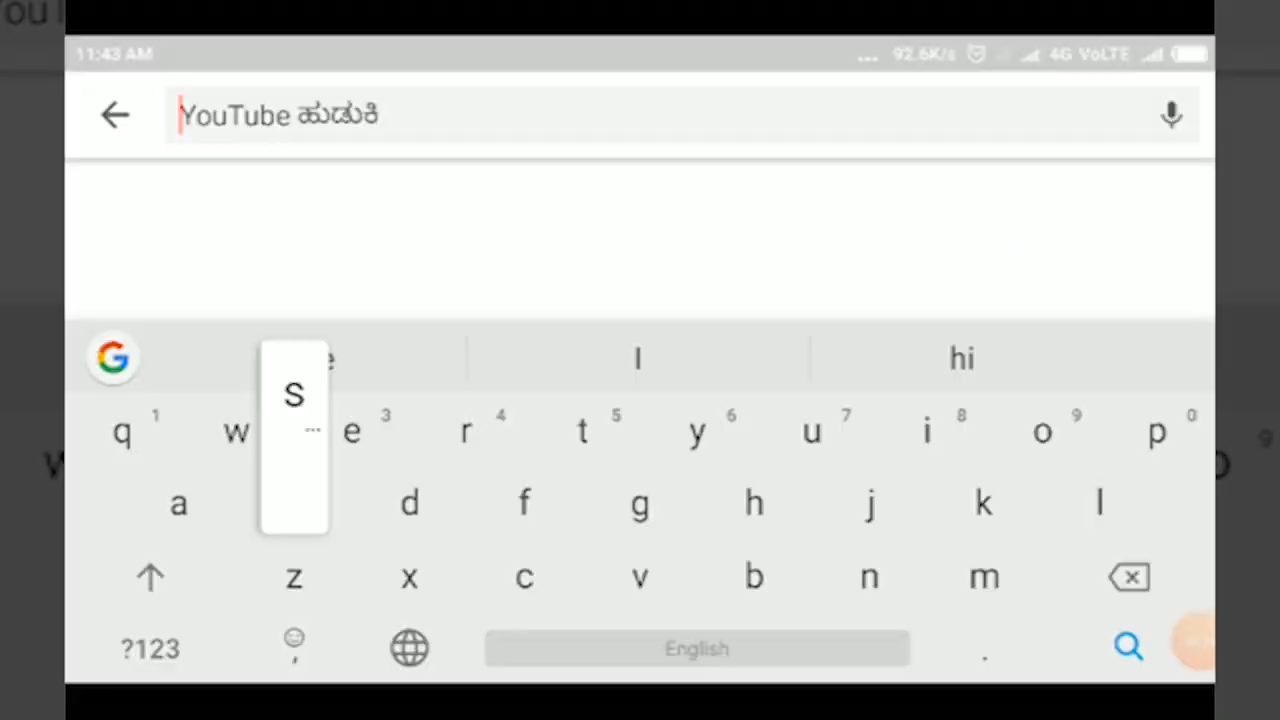 11:43 AM ... 92.6K/s 4G VoLTE
YouTube ಹುಡುಕಿ
I hi
S
q 1 w e 3 r 4 t 5 y 6 u 7 i 8 o 9 p 0
a d f g h j k l
z x c v b n m
?123 , English .